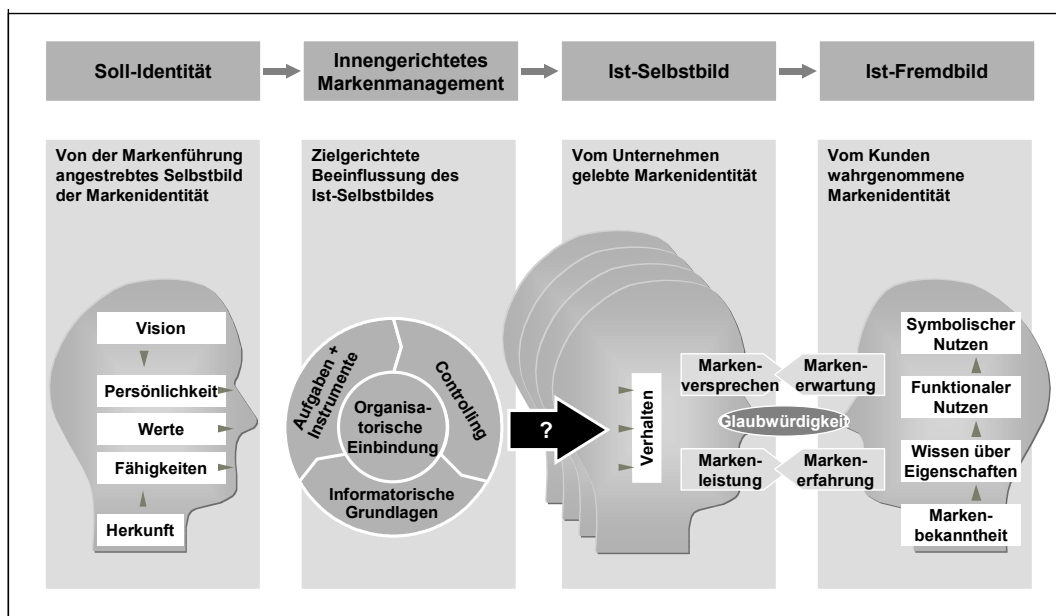 Soll-Identität
Innengerichtetes
Markenmanagement
Ist-Selbstbild
Ist-Fremdbild
Von der Markenführung
angestrebtes Selbstbild
der Markenidentität
Zielgerichtete
Beeinflussung des
Ist-Selbstbildes
Vom Unternehmen
gelebte Markenidentität
Vom Kunden
wahrgenommene
Markenidentität
Vision
Persönlichkeit
Werte
Fähigkeiten
Herkunft
Aufgaben +
Instrumente
Controlling
Organisa-
torische
Einbindung
Informatorische
Grundlagen
?
Verhalten
Marken-
versprechen
Marken-
erwartung
Glaubwürdigkeit
Marken-
leistung
Marken-
erfahrung
Symbolischer
Nutzen
Funktionaler
Nutzen
Wissen über
Eigenschaften
Marken-
bekanntheit